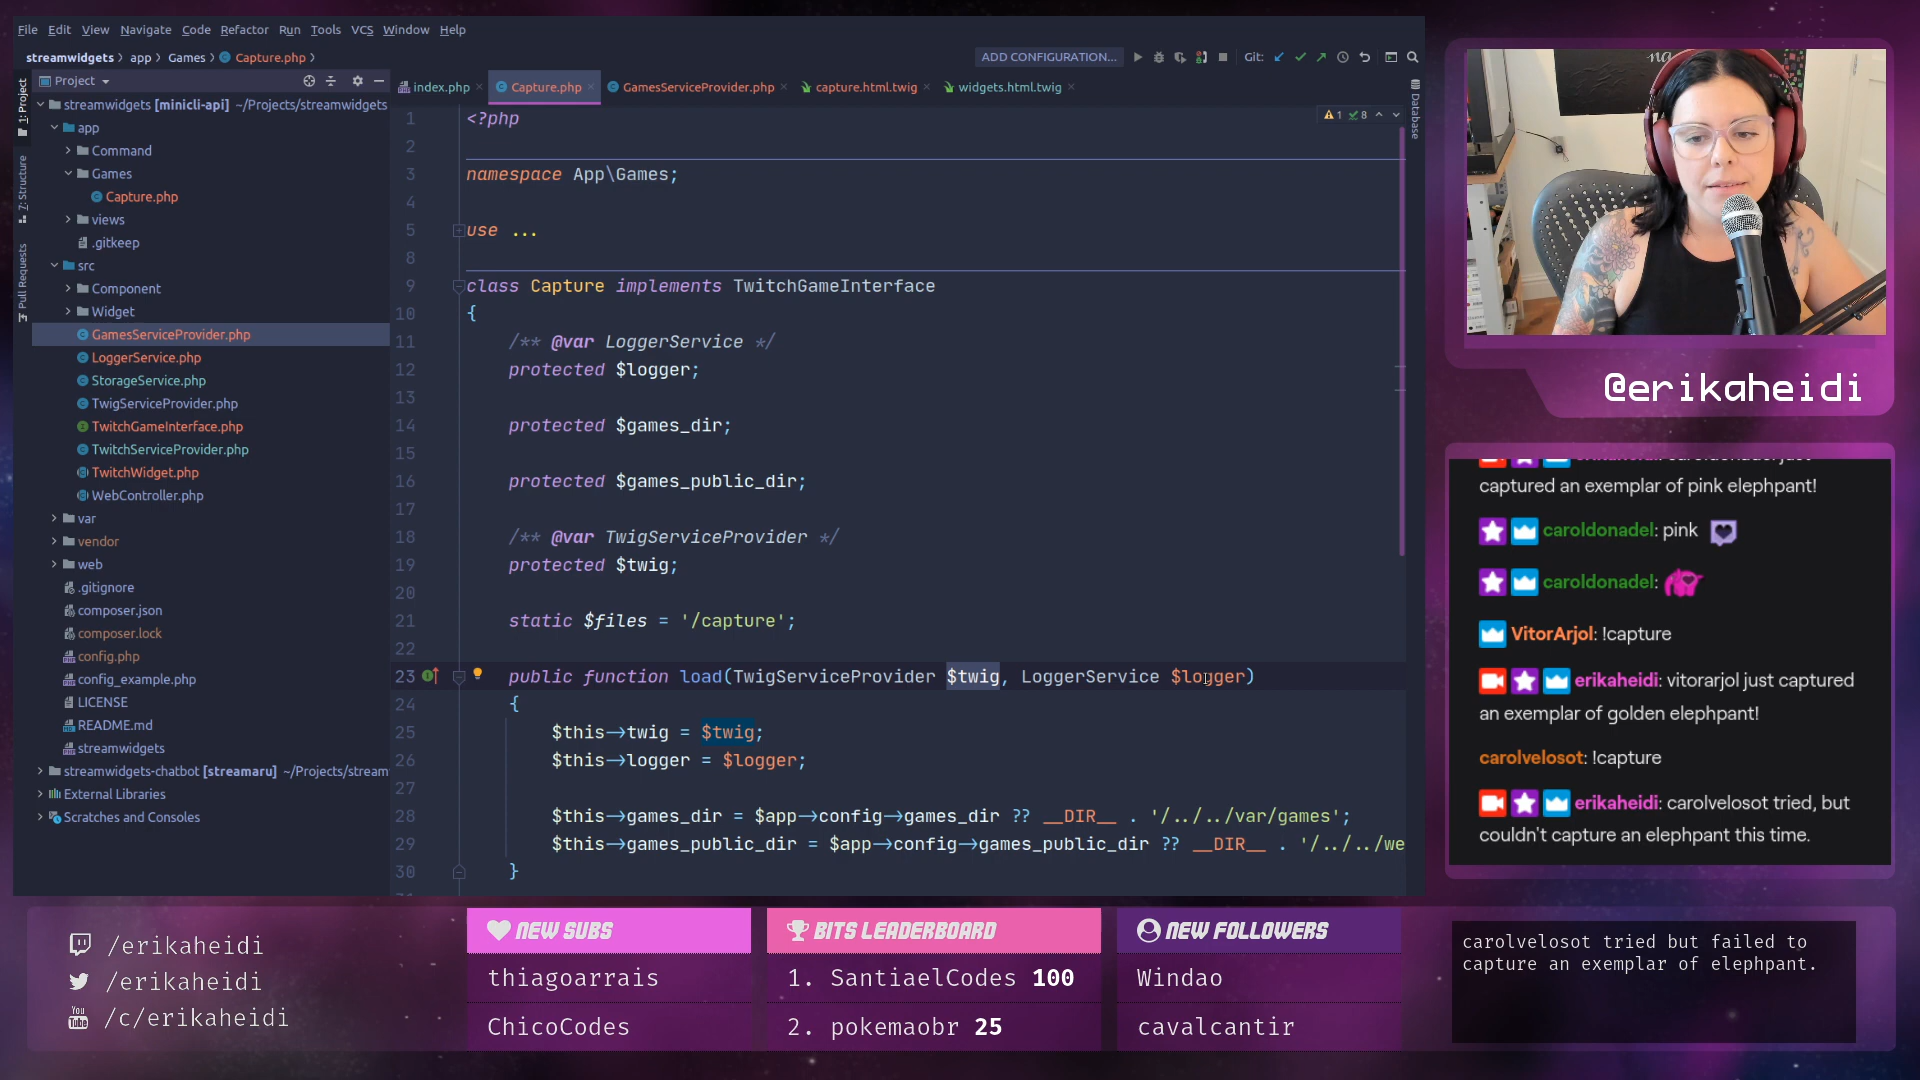 File Edit View Navigate Code Refactor Run Tools VCS Window Help
streamwidgets app Games Capture.php
ADD CONFIGURATION...
Git:
Project
index.php
Capture.php
GamesServiceProvider.php
capture.html.twig
widgets.html.twig
1: Project
7: Structure
Pull Requests
Database
streamwidgets [minicli-api] ~/Projects/streamwidgets
app
Command
Games
Capture.php
views
.gitkeep
src
Component
Widget
GamesServiceProvider.php
LoggerService.php
StorageService.php
TwigServiceProvider.php
TwitchGameInterface.php
TwitchServiceProvider.php
TwitchWidget.php
WebController.php
var
vendor
web
.gitignore
composer.json
composer.lock
config.php
config_example.php
LICENSE
README.md
streamwidgets
streamwidgets-chatbot [streamaru] ~/Projects/stream
External Libraries
Scratches and Consoles
1 8
1 <?php
2
3 namespace App\Games;
4
5 use ...
8
9 class Capture implements TwitchGameInterface
10 {
11 /** @var LoggerService */
12 protected $logger;
13
14 protected $games_dir;
15
16 protected $games_public_dir;
17
18 /** @var TwigServiceProvider */
19 protected $twig;
20
21 static $files = '/capture';
22
23 public function load(TwigServiceProvider $twig, LoggerService $logger)
24 {
25 $this→twig = $twig;
26 $this→logger = $logger;
27
28 $this→games_dir = $app→config→games_dir ?? __DIR__ . '/../../var/games';
29 $this→games_public_dir = $app→config→games_public_dir ?? __DIR__ . '/../../we
30 }
@erikaheidi
captured an exemplar of pink elephpant!
caroldonadel: pink
caroldonadel:
VitorArjol: !capture
erikaheidi: vitorarjol just captured
an exemplar of golden elephpant!
carolvelosot: !capture
erikaheidi: carolvelosot tried, but
couldn't capture an elephpant this time.
/erikaheidi
/erikaheidi
You
/c/erikaheidi
NEW SUBS
thiagoarrais
ChicoCodes
BITS LEADERBOARD
1. SantiaelCodes 100
2. pokemaobr 25
NEW FOLLOWERS
Windao
cavalcantir
carolvelosot tried but failed to
capture an exemplar of elephpant.